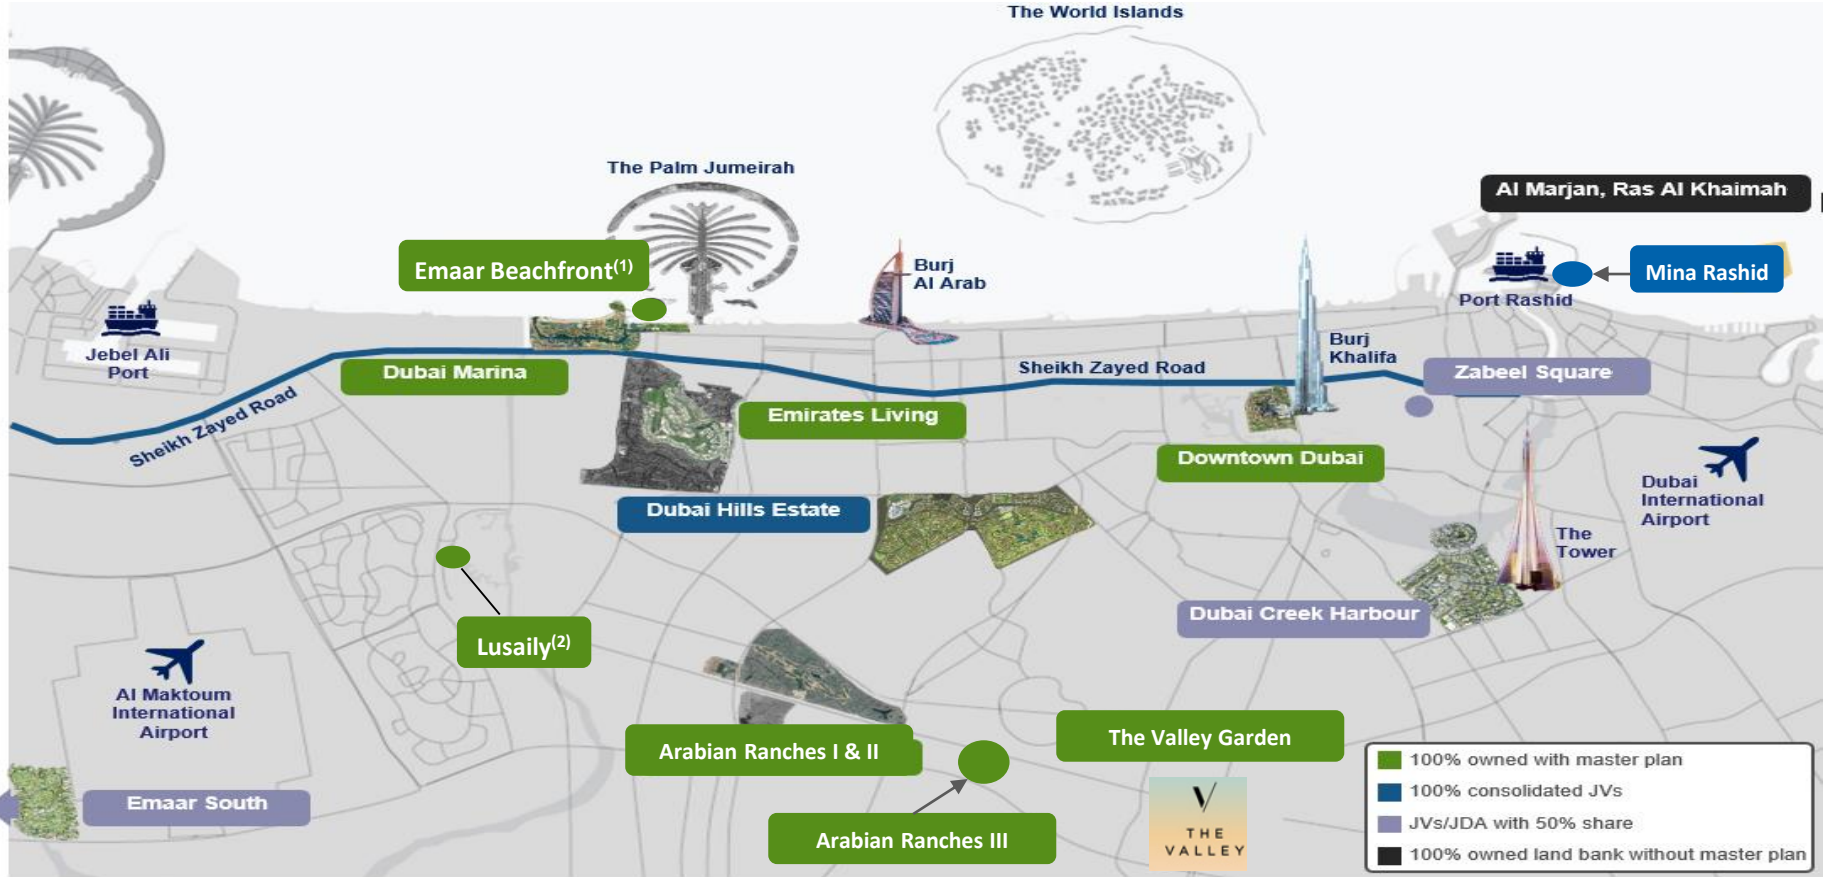 The World Islands
The Palm Jumeirah
Al Marjan, Ras Al Khaimah
Emaar Beachfront(1)
Burj
Al Arab
Mina Rashid
Port Rashid
Jebel Ali
Port
Dubai Marina
Sheikh Zayed Road
Burj
Khalifa
Zabeel Square
Sheikh Zayed Road
Emirates Living
Downtown Dubai
Dubai
International
Airport
Dubai Hills Estate
The
Tower
Dubai Creek Harbour
Lusaily(2)
Al Maktoum
International
Airport
Arabian Ranches I & II
The Valley Garden
Emaar South
Arabian Ranches III
V
THE
VALLEY
100% owned with master plan
100% consolidated JVs
JVs/JDA with 50% share
100% owned land bank without master plan